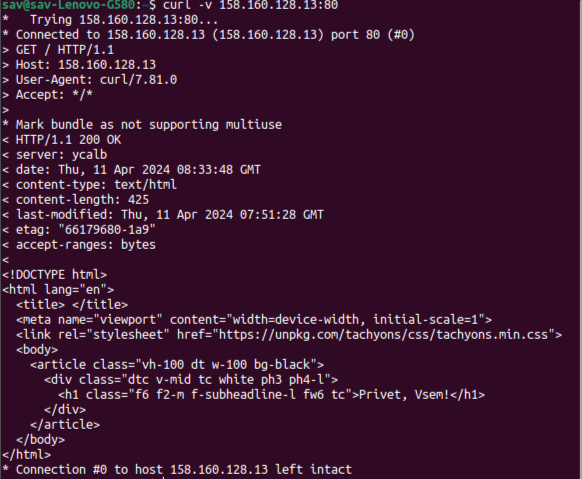 sav@sav-Lenovo-G580:~$ curl -v 158.160.128.13:80
*   Trying 158.160.128.13:80...
* Connected to 158.160.128.13 (158.160.128.13) port 80 (#0)
> GET / HTTP/1.1
> Host: 158.160.128.13
> User-Agent: curl/7.81.0
> Accept: */*
>
* Mark bundle as not supporting multiuse
< HTTP/1.1 200 OK
< server: ycalb
< date: Thu, 11 Apr 2024 08:33:48 GMT
< content-type: text/html
< content-length: 425
< last-modified: Thu, 11 Apr 2024 07:51:28 GMT
< etag: "66179680-1a9"
< accept-ranges: bytes
<
<!DOCTYPE html>
<html lang="en">
  <title> </title>
  <meta name="viewport" content="width=device-width, initial-scale=1">
  <link rel="stylesheet" href="https://unpkg.com/tachyons/css/tachyons.min.css">
  <body>
    <article class="vh-100 dt w-100 bg-black">
      <div class="dtc v-mid tc white ph3 ph4-l">
        <h1 class="f6 f2-m f-subheadline-l fw6 tc">Privet, Vsem!</h1>
      </div>
    </article>
  </body>
</html>
* Connection #0 to host 158.160.128.13 left intact